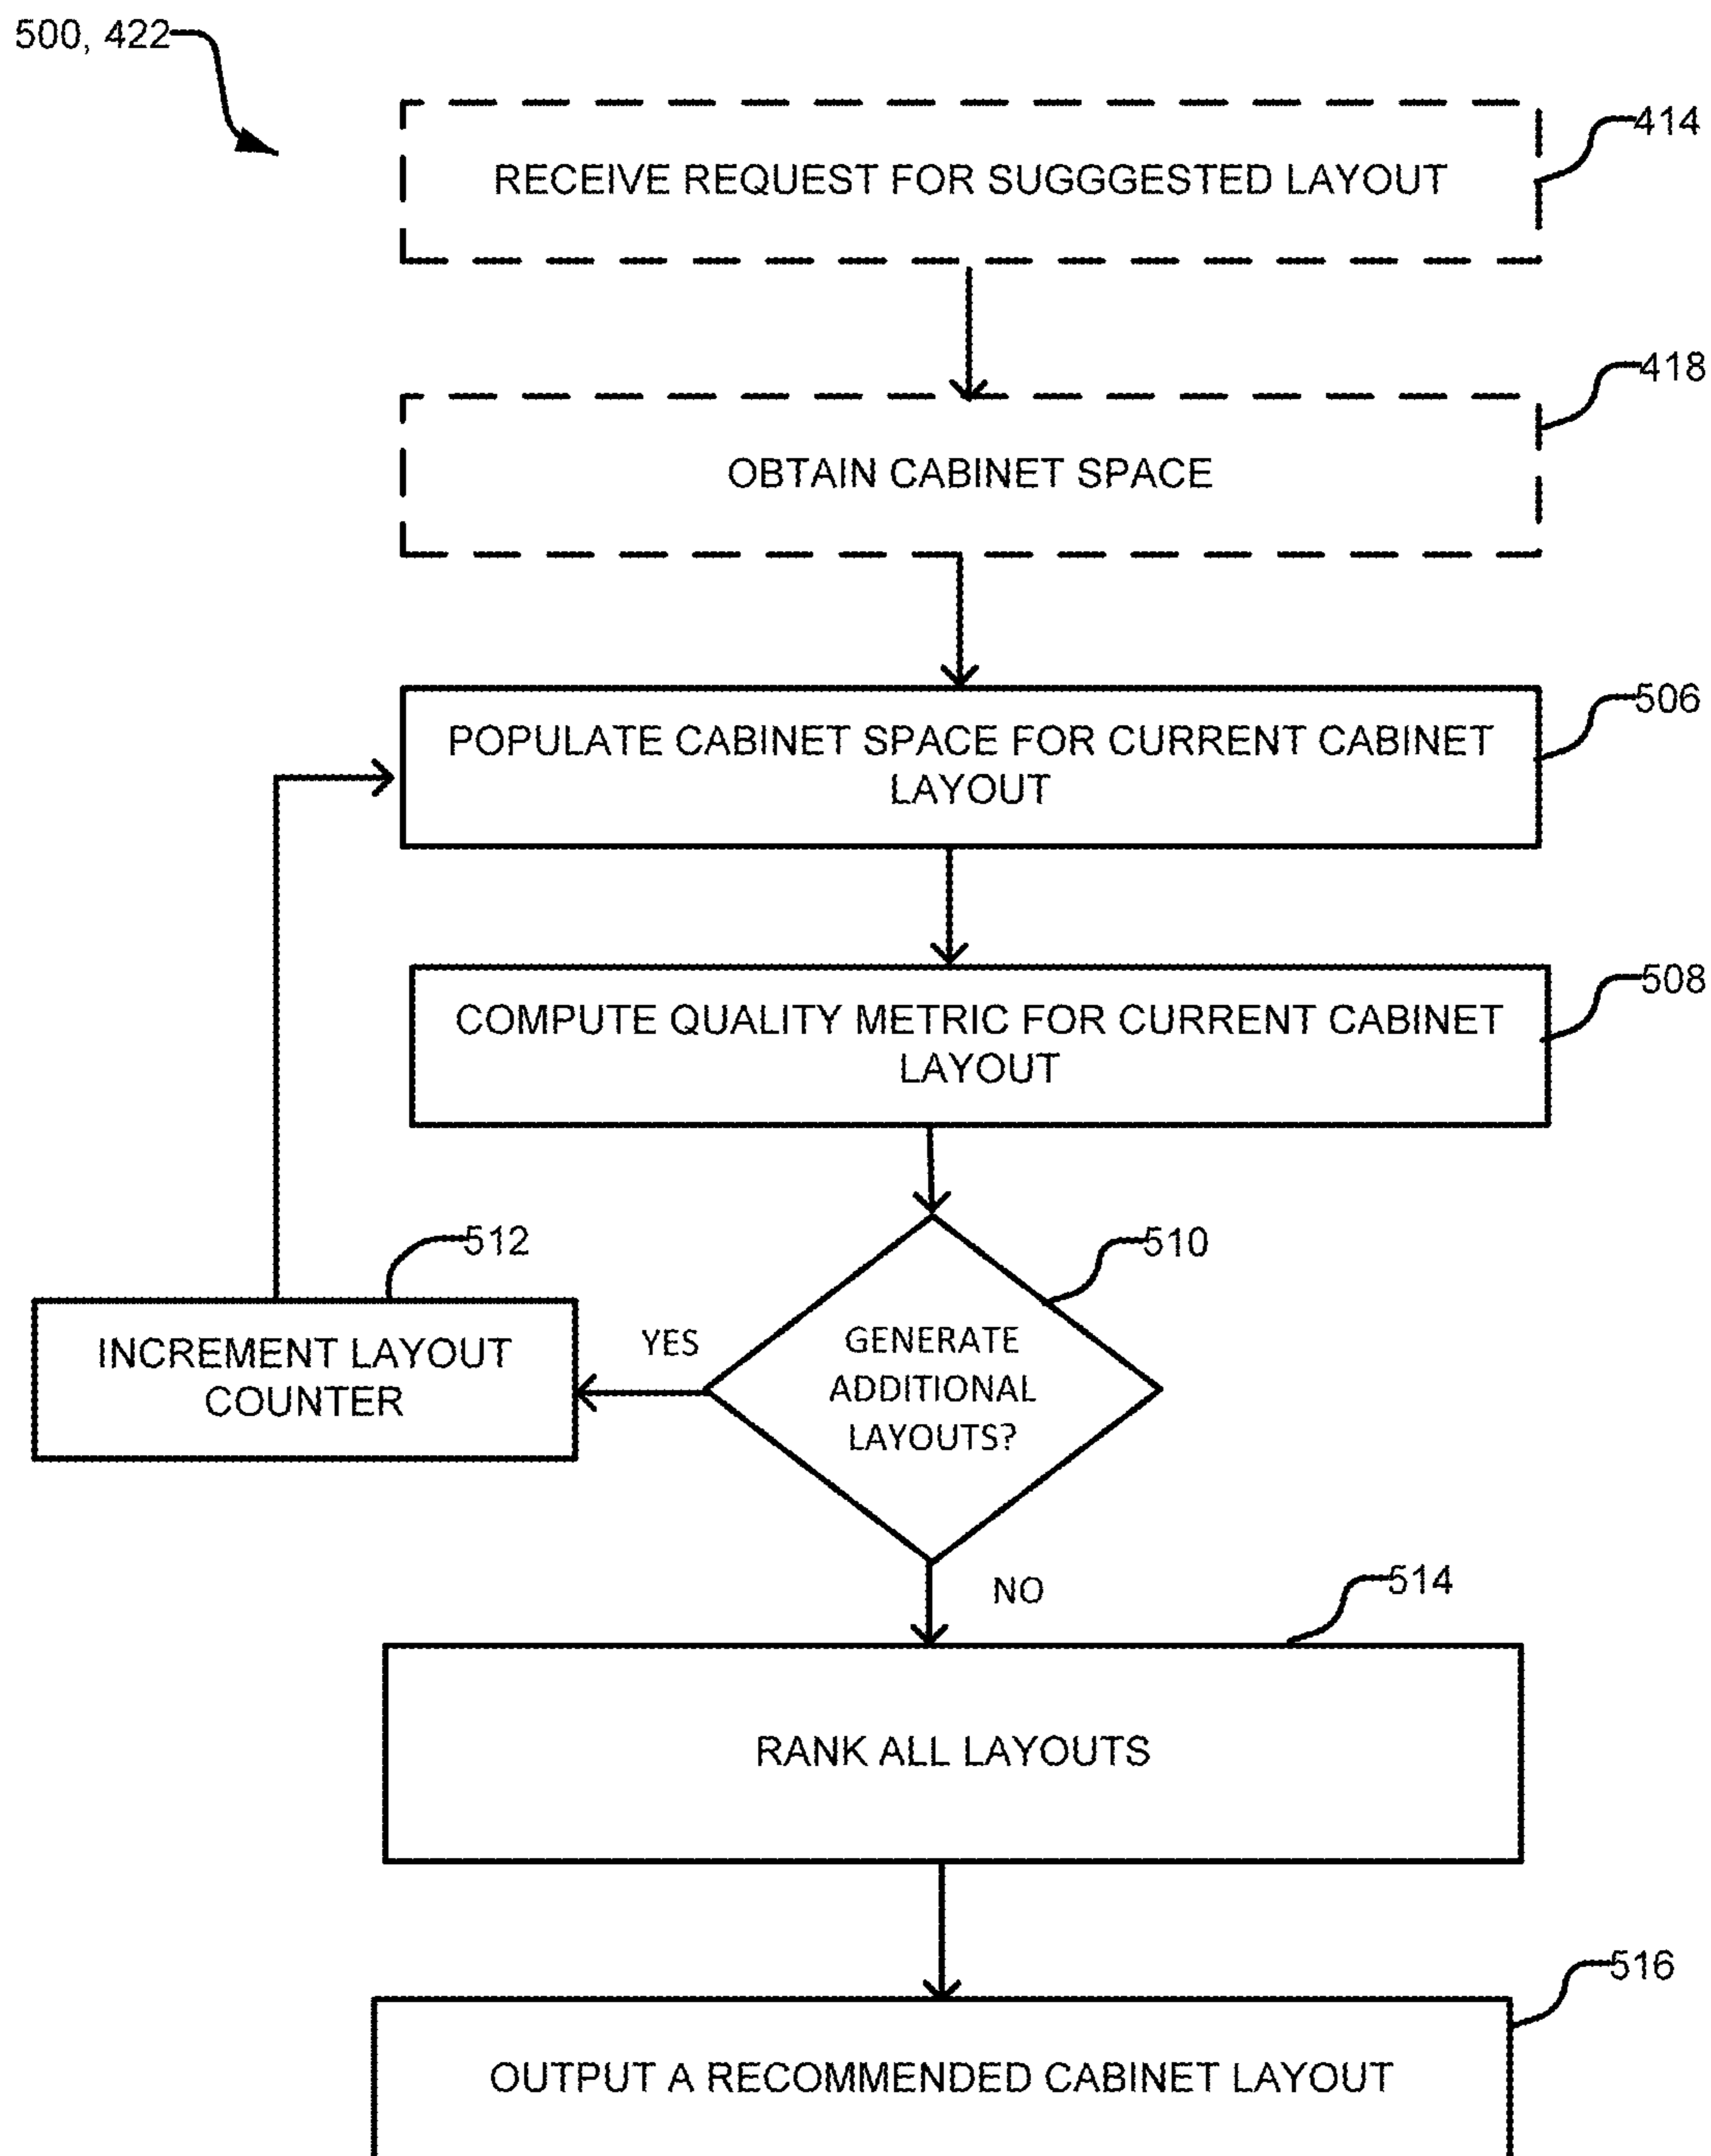 500, 422
414
RECEIVE REQUEST FOR SUGGGESTED LAYOUT
418
OBTAIN CABINET SPACE
506
POPULATE CABINET SPACE FOR CURRENT CABINET
LAYOUT
508
COMPUTE QUALITY METRIC FOR CURRENT CABINET
LAYOUT
512
510
INCREMENT LAYOUT
COUNTER
YES
GENERATE
ADDITIONAL
LAYOUTS?
NO
514
RANK ALL LAYOUTS
516
OUTPUT A RECOMMENDED CABINET LAYOUT